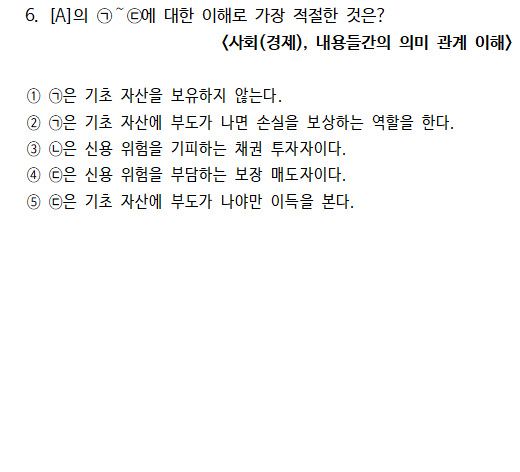 6. [A]의 ㉠~㉢에 대한 이해로 가장 적절한 것은?
<사회(경제), 내용들간의 의미 관계 이해>
① ㉠은 기초 자산을 보유하지 않는다.
② ㉠은 기초 자산에 부도가 나면 손실을 보상하는 역할을 한다.
③ ㉡은 신용 위험을 기피하는 채권 투자자이다.
④ ㉢은 신용 위험을 부담하는 보장 매도자이다.
⑤ ㉢은 기초 자산에 부도가 나야만 이득을 본다.